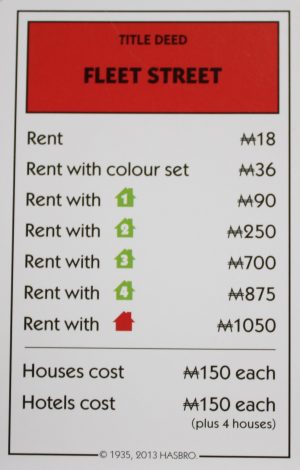 TITLE DEED
FLEET STREET
Rent ₩18
Rent with colour set ₩36
Rent with 1 ₩90
Rent with 2 ₩250
Rent with 3 ₩700
Rent with 4 ₩875
Rent with ₩1050
Houses cost ₩150 each
Hotels cost ₩150 each
(plus 4 houses)
© 1935, 2013 HASBRO.